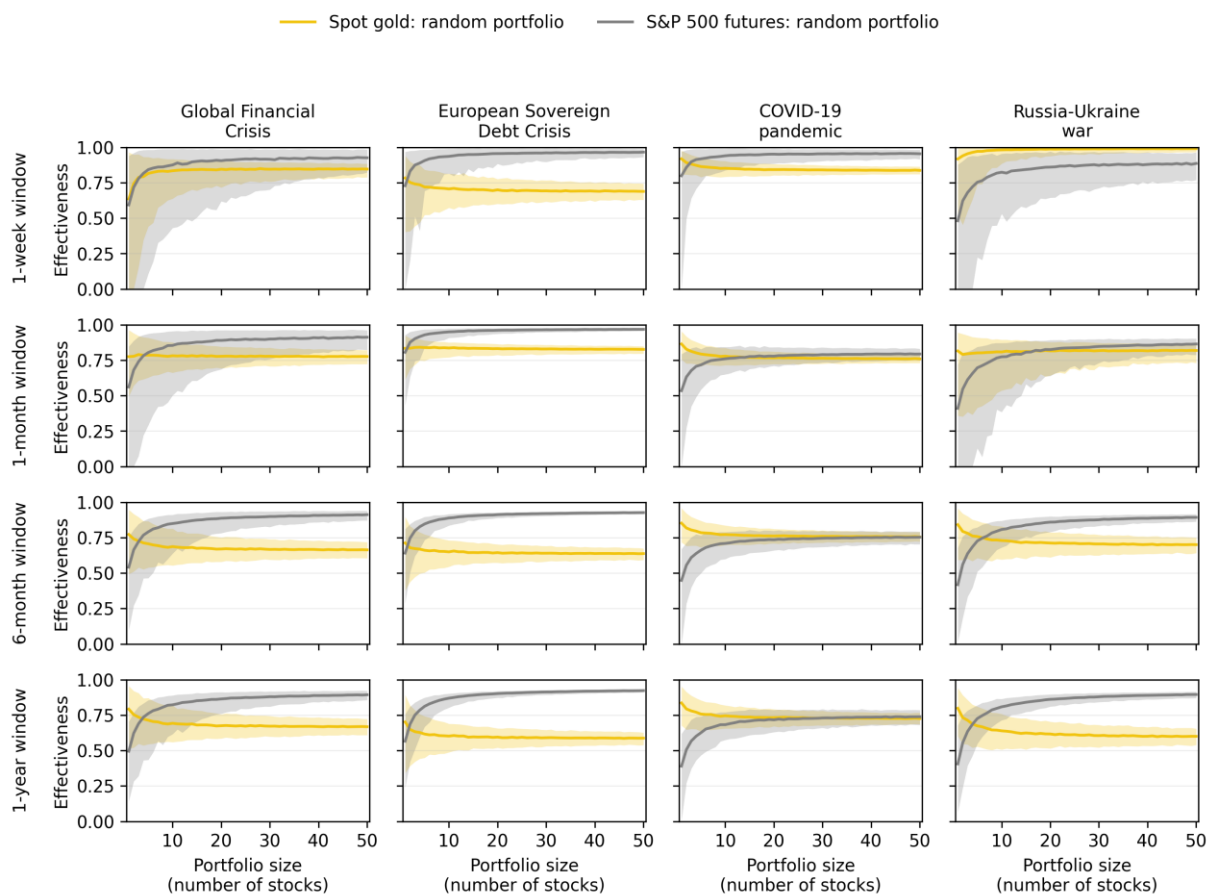 Spot gold: random portfolio S&P 500 futures: random portfolio
Global Financial
Crisis
European Sovereign
Debt Crisis
COVID-19
pandemic
Russia-Ukraine
war
1-week window
Effectiveness
1.00
0.75
0.50
0.25
0.00
1-month window
Effectiveness
1.00
0.75
0.50
0.25
0.00
6-month window
Effectiveness
1.00
0.75
0.50
0.25
0.00
1-year window
Effectiveness
1.00
0.75
0.50
0.25
0.00
10 20 30 40 50
Portfolio size
(number of stocks)
10 20 30 40 50
Portfolio size
(number of stocks)
10 20 30 40 50
Portfolio size
(number of stocks)
10 20 30 40 50
Portfolio size
(number of stocks)